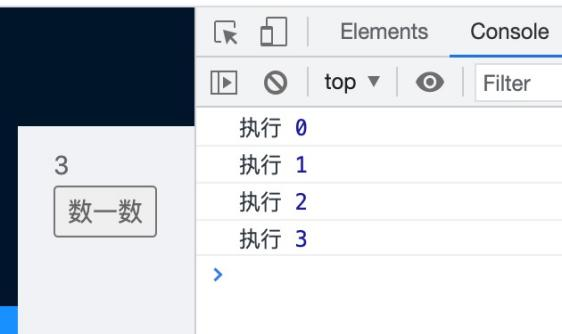 3
数一数
Elements Console
top ▼ Filter
执行 0
执行 1
执行 2
执行 3